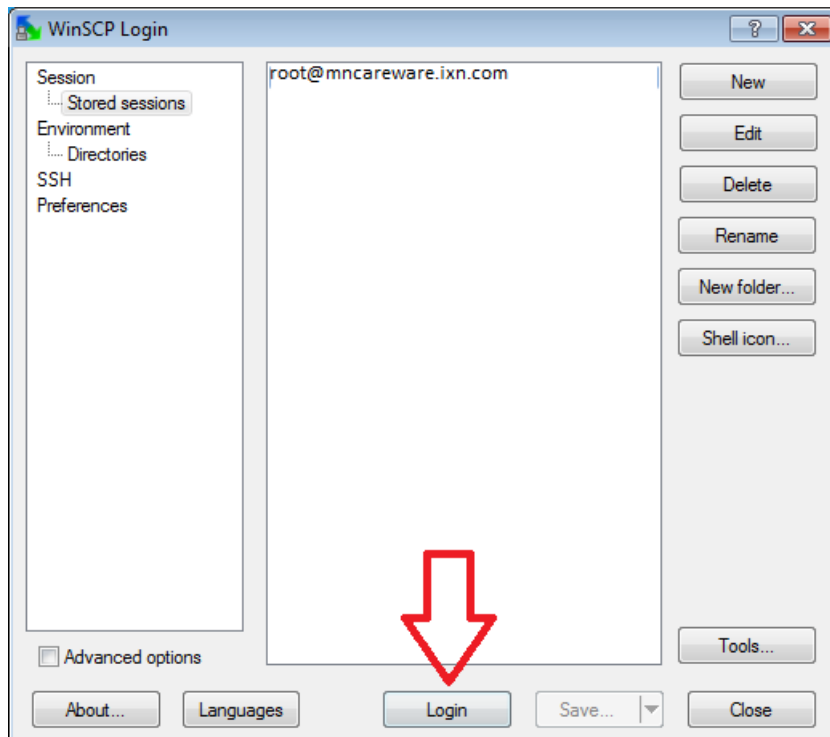 WinSCP Login
?
Session
Stored sessions
Environment
Directories
SSH
Preferences
root@mncareware.ixn.com
New
Edit
Delete
Rename
New folder...
Shell icon...
Tools...
Advanced options
About...
Languages
Login
Save...
Close